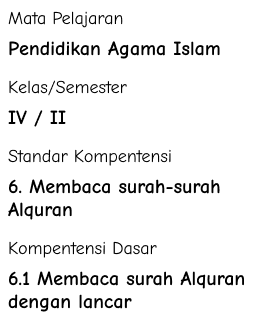 Mata Pelajaran
Pendidikan Agama Islam
Kelas/Semester
IV / II
Standar Kompentensi
6. Membaca surah-surah
Alquran
Kompentensi Dasar
6.1 Membaca surah Alquran
dengan lancar